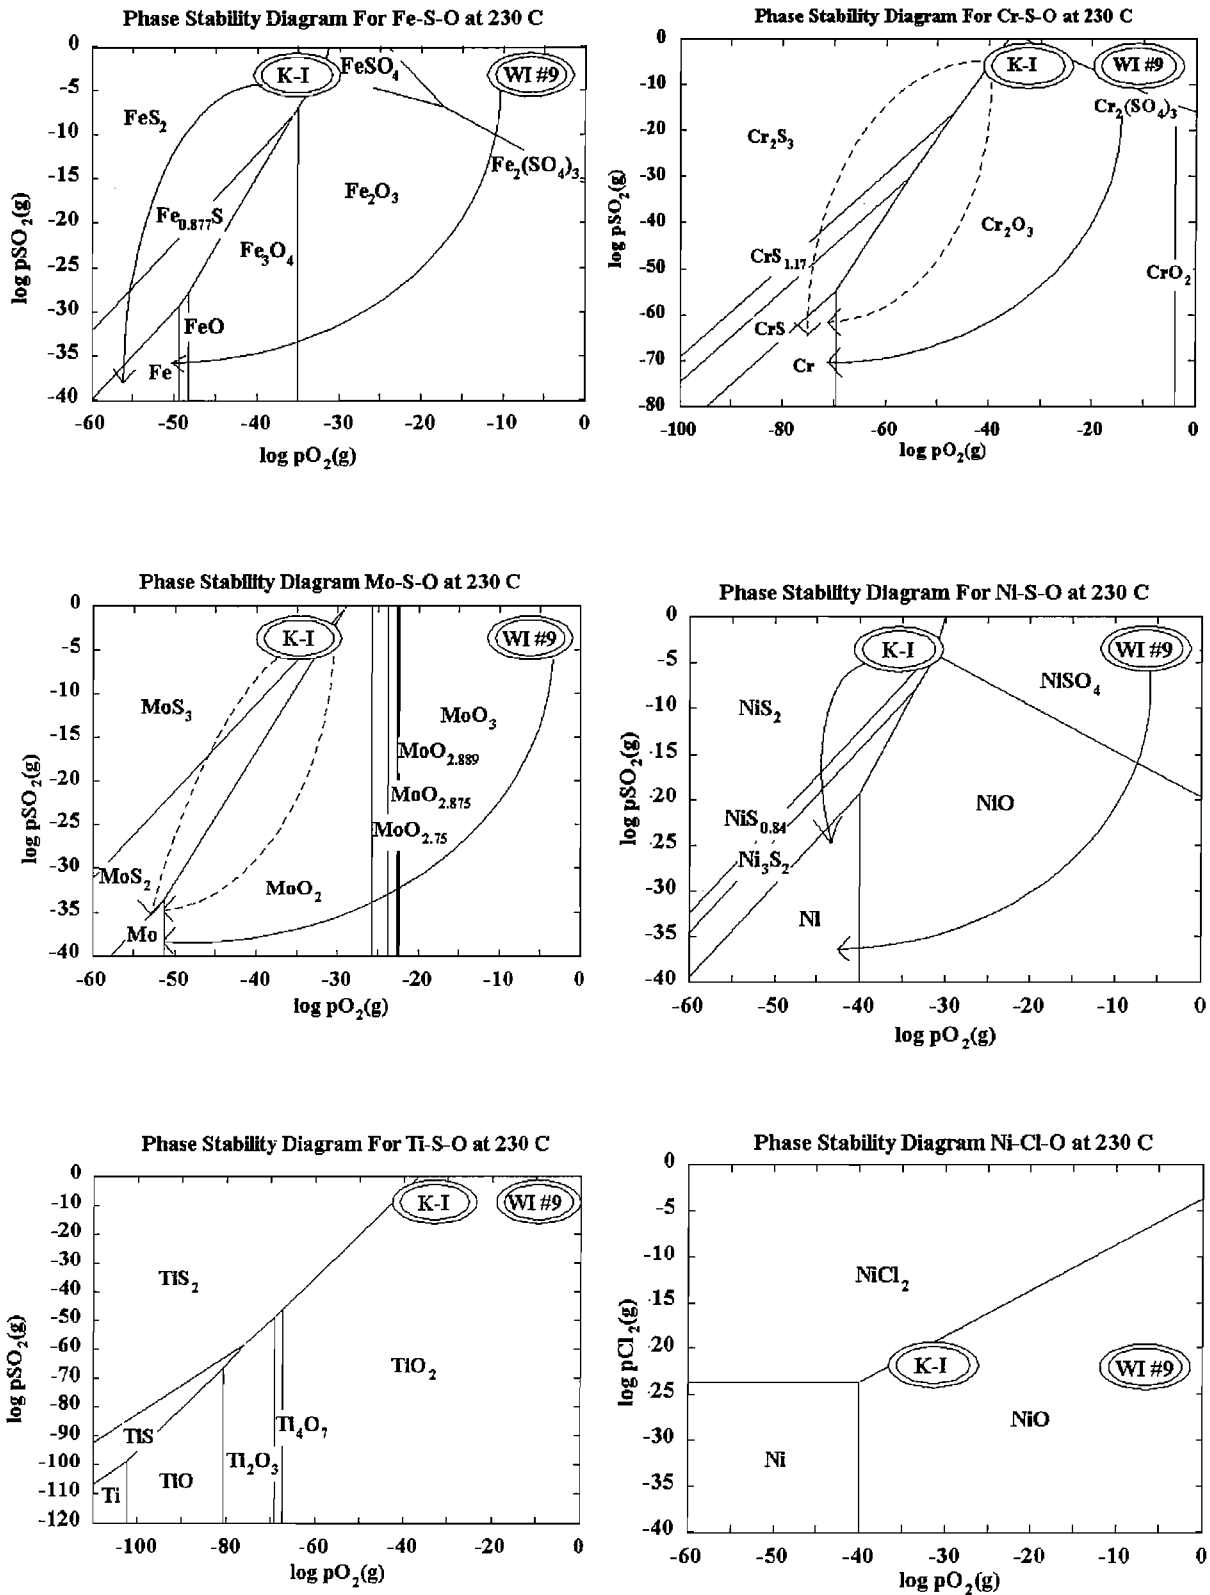 Phase Stability Diagram For Fe-S-O at 230 C
0
-5
-10
-15
-20
-25
-30
-35
-40
-60
-50
-40
-30
-20
-10
0
log pSO2(g)
log pO2(g)
K-I
WI #9
FeSO4
FeS2
Fe2(SO4)3
Fe2O3
Fe0.877S
Fe3O4
FeO
Fe
Phase Stability Diagram For Cr-S-O at 230 C
0
-10
-20
-30
-40
-50
-60
-70
-80
-100
-80
-60
-40
-20
0
log pSO2(g)
log pO2(g)
K-I
WI #9
Cr2(SO4)3
Cr2S3
Cr2O3
CrS1.17
CrO2
CrS
Cr
Phase Stability Diagram Mo-S-O at 230 C
0
-5
-10
-15
-20
-25
-30
-35
-40
-60
-50
-40
-30
-20
-10
0
log pSO2(g)
log pO2(g)
K-I
WI #9
MoS3
MoO3
MoO2.889
MoO2.875
MoO2.75
MoS2
MoO2
Mo
Phase Stability Diagram For Ni-S-O at 230 C
0
-5
-10
-15
-20
-25
-30
-35
-40
-60
-50
-40
-30
-20
-10
0
log pSO2(g)
log pO2(g)
K-I
WI #9
NiSO4
NiS2
NiO
NiS0.84
Ni3S2
Ni
Phase Stability Diagram For Ti-S-O at 230 C
0
-10
-20
-30
-40
-50
-60
-70
-80
-90
-100
-110
-120
-100
-80
-60
-40
-20
0
log pSO2(g)
log pO2(g)
K-I
WI #9
TiS2
TiO2
TiS
Ti4O7
Ti2O3
TiO
Ti
Phase Stability Diagram Ni-Cl-O at 230 C
0
-5
-10
-15
-20
-25
-30
-35
-40
-60
-50
-40
-30
-20
-10
0
log pCl2(g)
log pO2(g)
NiCl2
K-I
WI #9
NiO
Ni